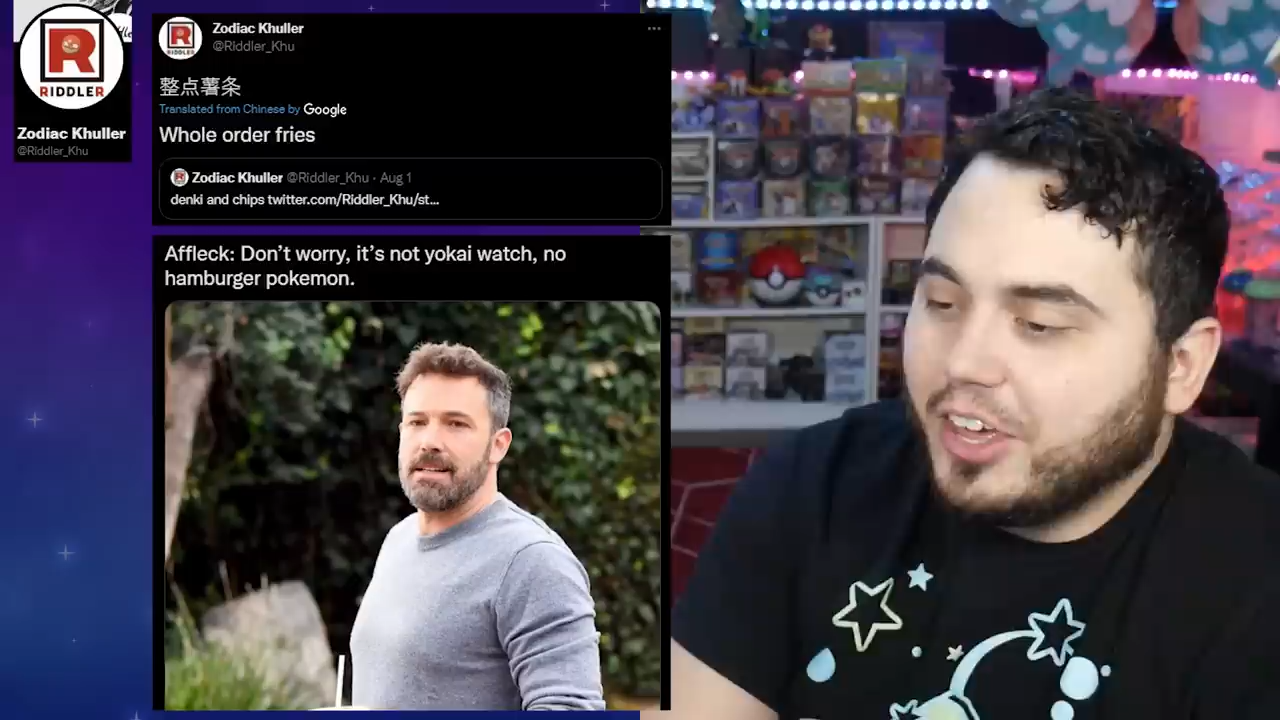 RIDDLER
Zodiac Khuller
@Riddler_Khu
RIDDLER
Zodiac Khuller
@Riddler_Khu
整点薯条
Translated from Chinese by Google
Whole order fries
Zodiac Khuller @Riddler_Khu · Aug 1
denki and chips twitter.com/Riddler_Khu/st...
Affleck: Don't worry, it's not yokai watch, no
hamburger pokemon.